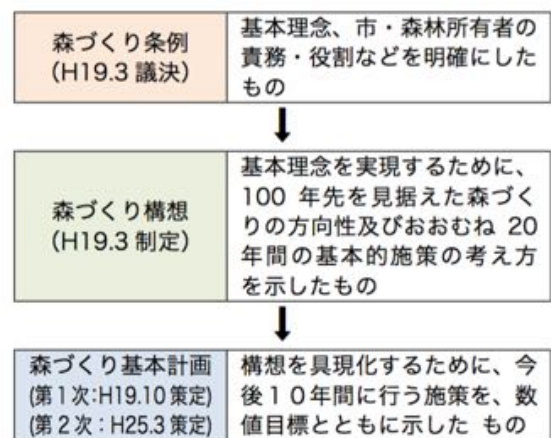 森づくり条例
(H19.3 議決)
基本理念、市・森林所有者の
責務・役割などを明確にした
もの
森づくり構想
(H19.3 制定)
基本理念を実現するために、
100 年先を見据えた森づく
りの方向性及びおおむね 20
年間の基本的施策の考え方
を示したもの
森づくり基本計画
(第1次:H19.10 策定)
(第2次：H25.3 策定)
構想を具現化するために、今
後１０年間に行う施策を、数
値目標とともに示した もの